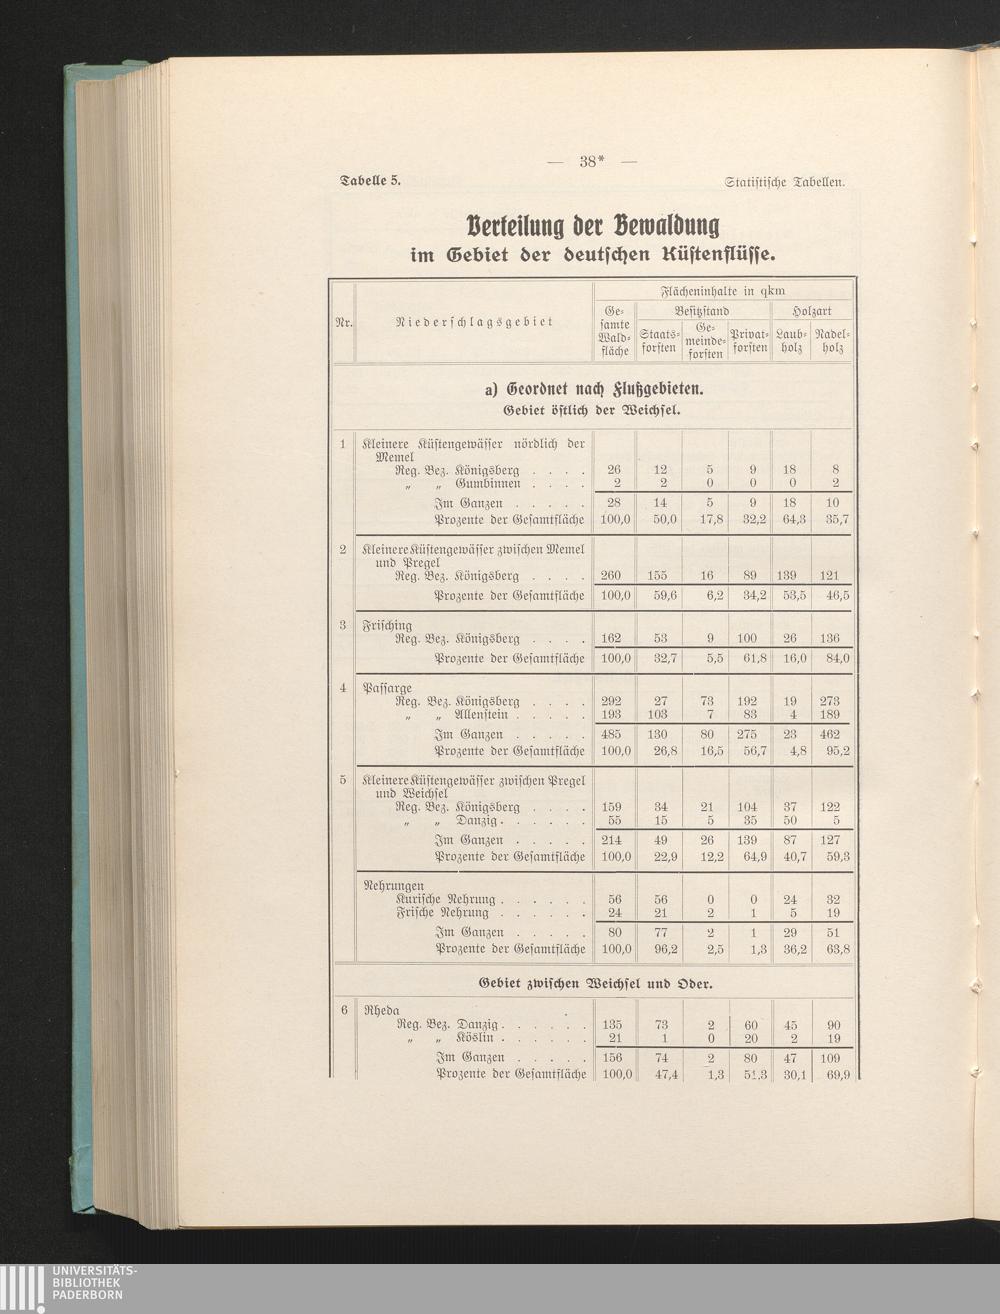 — 38* —
Tabelle 5. Statistische Tabellen.
Verteilung der Bewaldung
im Gebiet der deutschen Küstenflüsse.
Nr. Niederschlagsgebiet Flächeninhalte in qkm
Ge-samte Wald-fläche Besitzstand Holzart
Staats-forsten Ge-meinde-forsten Privat-forsten Laub-holz Nadel-holz
a) Geordnet nach Flußgebieten.
Gebiet östlich der Weichsel.
1 Kleinere Küstengewässer nördlich der
Memel
Reg. Bez. Königsberg . . . . 26 12 5 9 18 8
„ „ Gumbinnen . . . . 2 2 0 0 0 2
Im Ganzen . . . . . 28 14 5 9 18 10
Prozente der Gesamtfläche 100,0 50,0 17,8 32,2 64,3 35,7
2 Kleinere Küstengewässer zwischen Memel
und Pregel
Reg. Bez. Königsberg . . . . 260 155 16 89 139 121
Prozente der Gesamtfläche 100,0 59,6 6,2 34,2 53,5 46,5
3 Frisching
Reg. Bez. Königsberg . . . . 162 53 9 100 26 136
Prozente der Gesamtfläche 100,0 32,7 5,5 61,8 16,0 84,0
4 Passarge
Reg. Bez. Königsberg . . . . 292 27 73 192 19 273
„ „ Allenstein . . . . . 193 103 7 83 4 189
Im Ganzen . . . . . 485 130 80 275 23 462
Prozente der Gesamtfläche 100,0 26,8 16,5 56,7 4,8 95,2
5 Kleinere Küstengewässer zwischen Pregel
und Weichsel
Reg. Bez. Königsberg . . . . 159 34 21 104 37 122
„ „ Danzig . . . . . . 55 15 5 35 50 5
Im Ganzen . . . . . 214 49 26 139 87 127
Prozente der Gesamtfläche 100,0 22,9 12,2 64,9 40,7 59,3
Nehrungen
Kurische Nehrung . . . . . . 56 56 0 0 24 32
Frische Nehrung . . . . . . 24 21 2 1 5 19
Im Ganzen . . . . . 80 77 2 1 29 51
Prozente der Gesamtfläche 100,0 96,2 2,5 1,3 36,2 63,8
Gebiet zwischen Weichsel und Oder.
6 Rheda
Reg. Bez. Danzig . . . . . . 135 73 2 60 45 90
„ „ Köslin . . . . . . 21 1 0 20 2 19
Im Ganzen . . . . . 156 74 2 80 47 109
Prozente der Gesamtfläche 100,0 47,4 1,3 51,3 30,1 69,9
UNIVERSITÄTS-
BIBLIOTHEK
PADERBORN